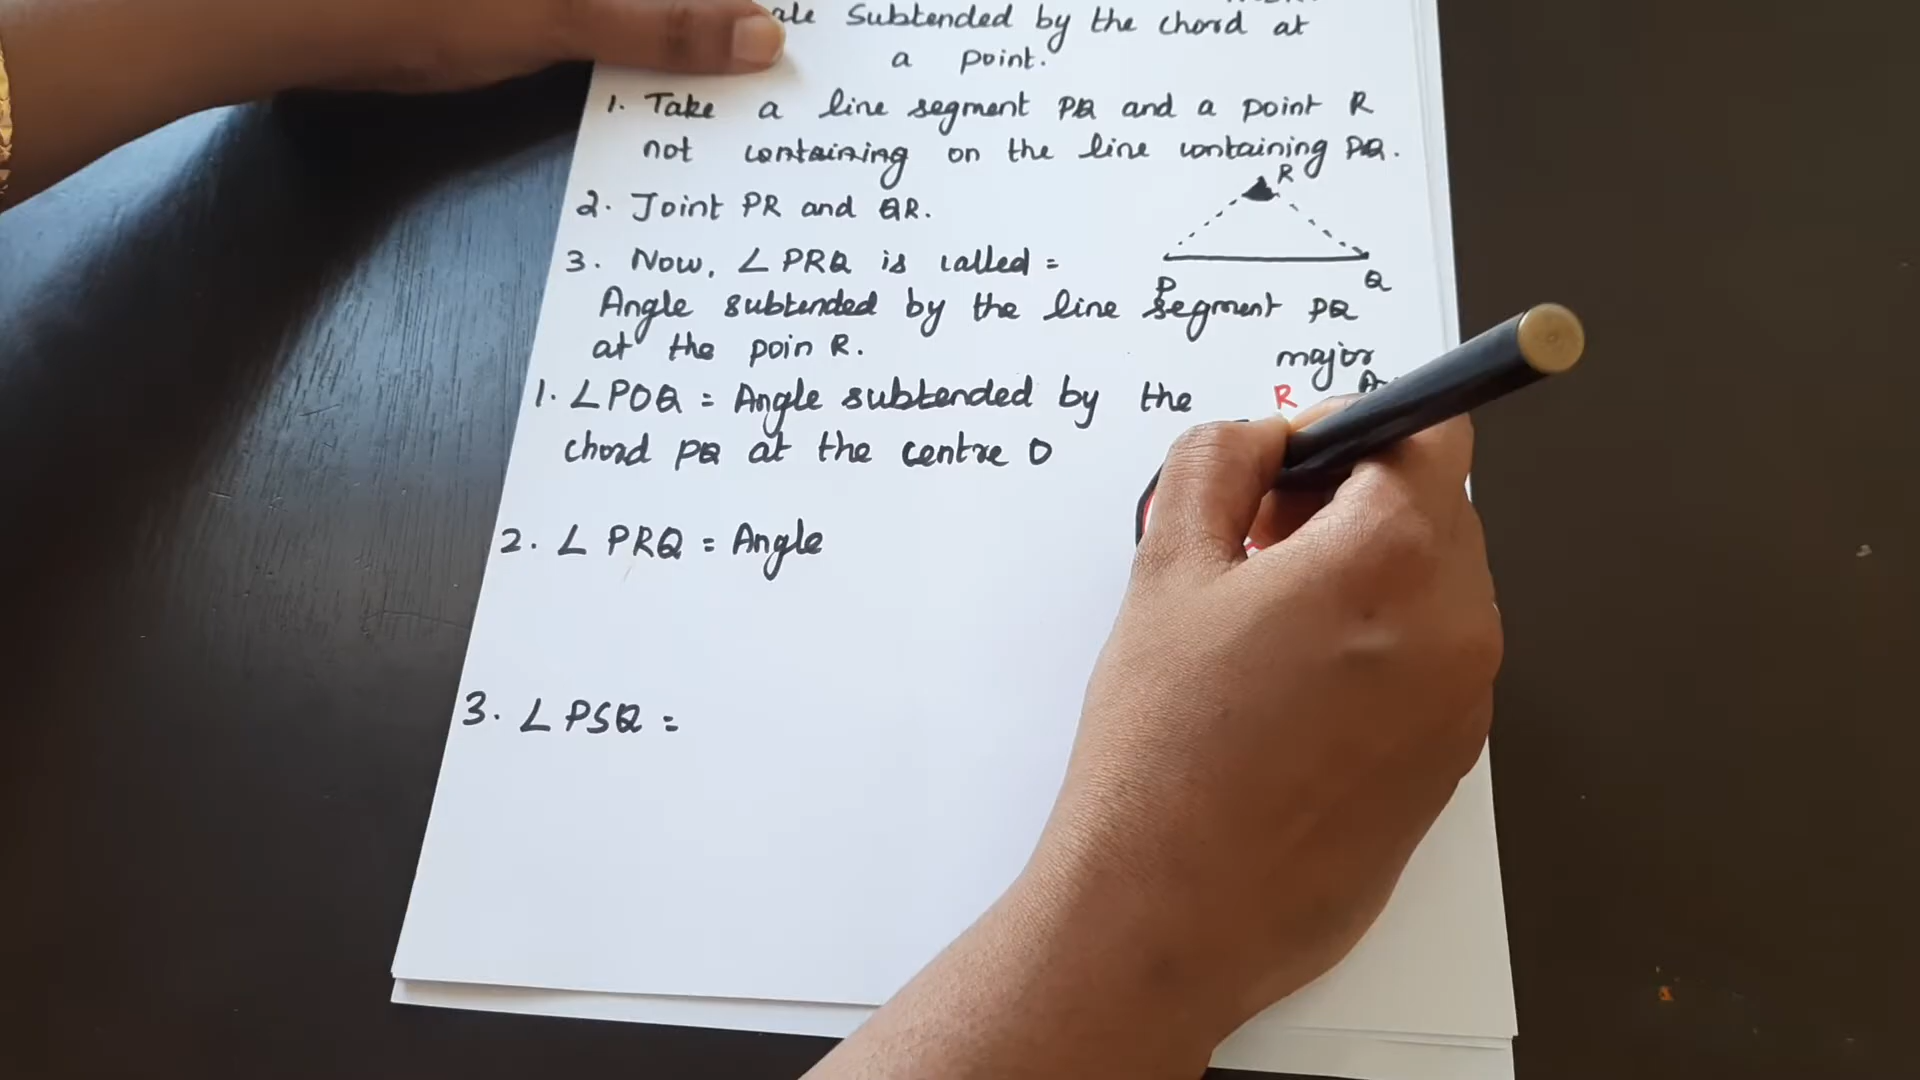 Subtended by the chord at
a point.
1. Take a line segment PQ and a point R
not containing on the line containing PQ.
R
2. Joint PR and QR.
3. Now, ∠ PRQ is called =
P
Q
Angle subtended by the line segment PQ
at the poin R.
major
R
1. ∠POQ = Angle subtended by the
chord PQ at the centre O
2. ∠ PRQ = Angle
3. ∠ PSQ =